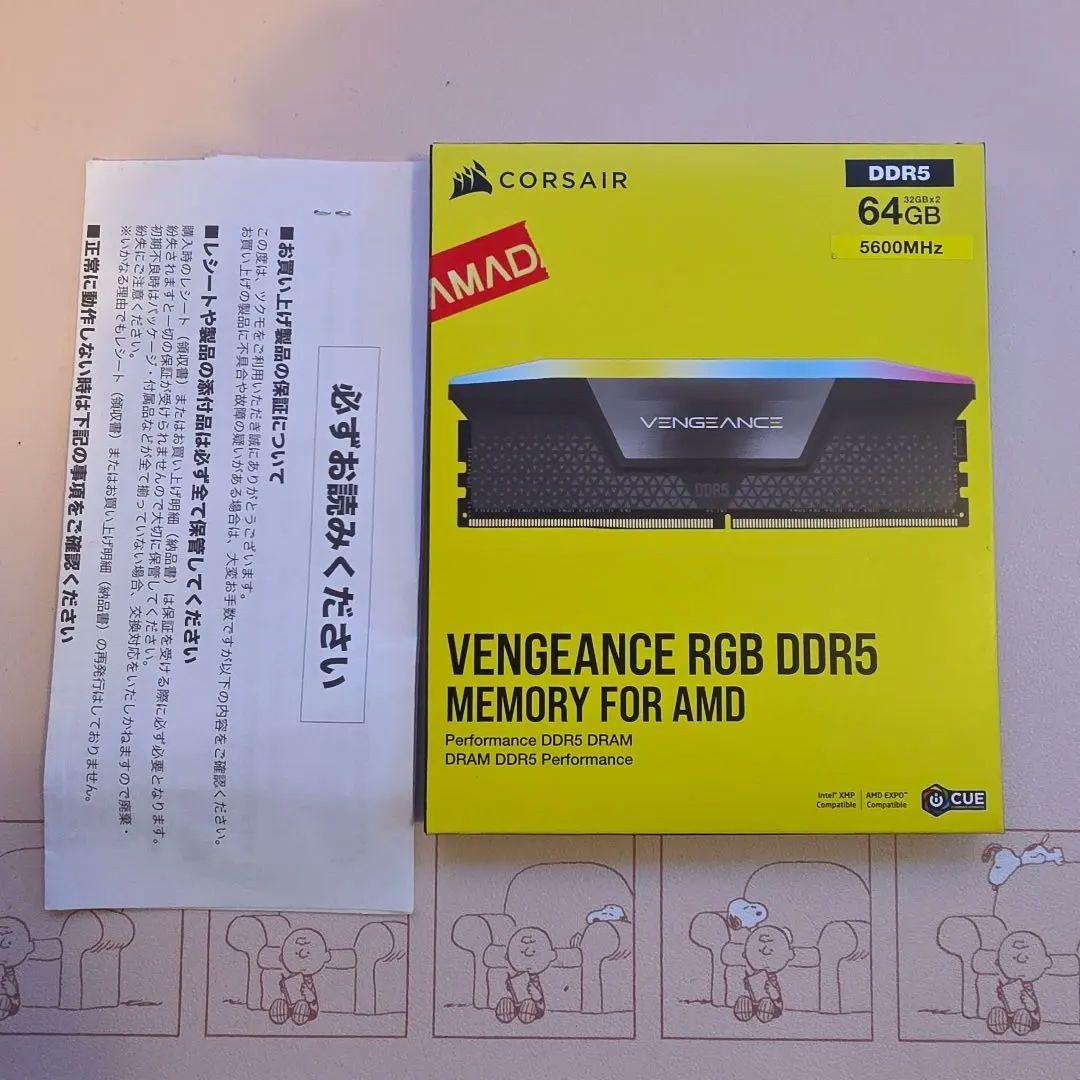 必ずお読みください
■お買い上げ製品の保証について
この度は、ツクモをご利用いただき誠にありがとうございます。
お買い上げの製品に不具合や故障の疑いがある場合は、大変お手数ですが以下の内容をご確認ください。
■レシートや製品の添付品は必ず全て保管してください
購入時のレシート（領収書）またはお買い上げ明細（納品書）は保証を受ける際に必ず必要となります。
紛失されますと一切の保証が受けられませんので大切に保管してください。
初期不良時はパッケージ・付属品などが全て揃っていない場合、交換対応をいたしかねますので廃棄・
紛失にご注意ください。
※いかなる理由でもレシート（領収書）またはお買い上げ明細（納品書）の再発行はしておりません。
■正常に動作しない時は下記の事項をご確認ください
CORSAIR
DDR5
32GBx2
64GB
5600MHz
AMAD
VENGEANCE
DDR5
VENGEANCE RGB DDR5
MEMORY FOR AMD
Performance DDR5 DRAM
DRAM DDR5 Performance
Intel® XMP
Compatible
AMD EXPO™
Compatible
iCUE